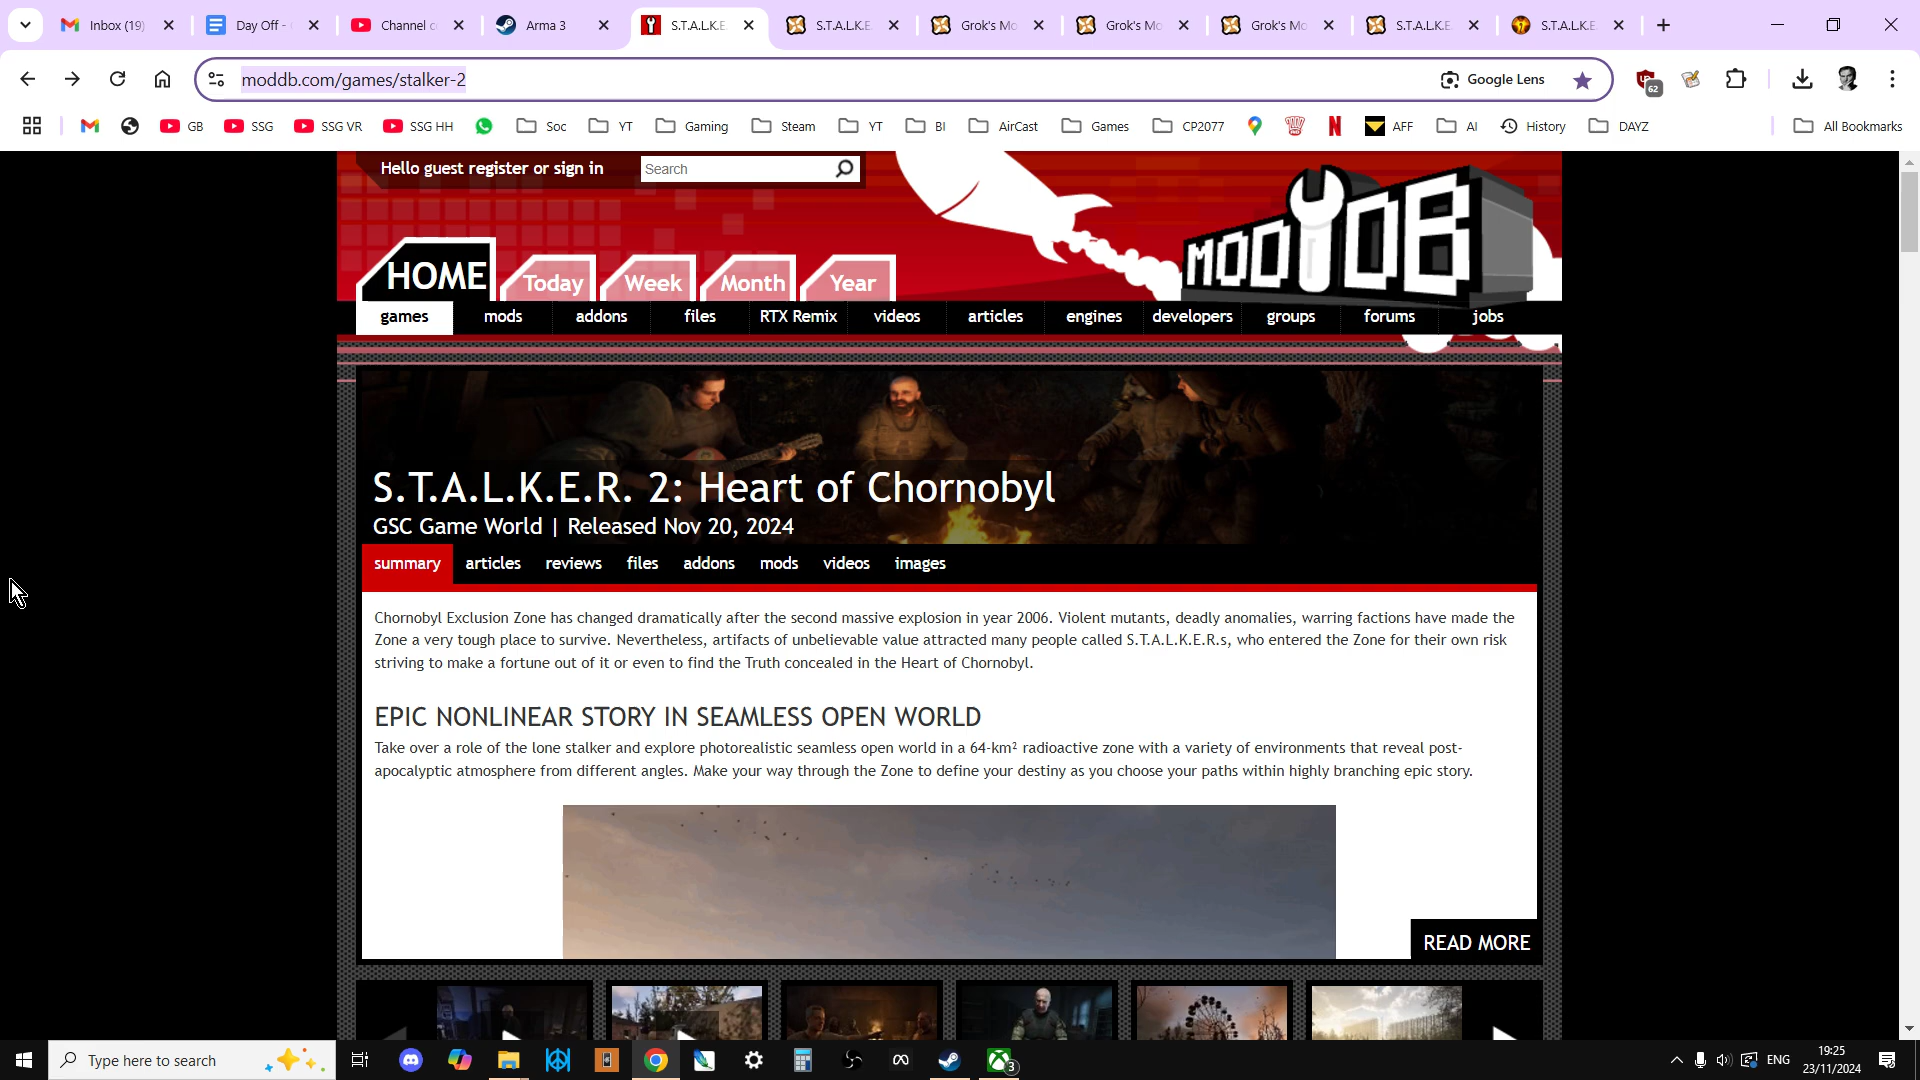 Inbox (19)
Day Off -
Channel c
Arma 3
S.T.A.L.K.E
S.T.A.L.K.E
Grok's Mo
Grok's Mo
Grok's Mo
S.T.A.L.K.E
S.T.A.L.K.E
moddb.com/games/stalker-2
Google Lens
62
GB
SSG
SSG VR
SSG HH
Soc
YT
Gaming
Steam
YT
BI
AirCast
Games
CP2077
AFF
AI
History
DAYZ
All Bookmarks
Hello guest register or sign in
Search
MODDB
HOME
Today
Week
Month
Year
games
mods
addons
files
RTX Remix
videos
articles
engines
developers
groups
forums
jobs
S.T.A.L.K.E.R. 2: Heart of Chornobyl
GSC Game World | Released Nov 20, 2024
summary
articles
reviews
files
addons
mods
videos
images
Chornobyl Exclusion Zone has changed dramatically after the second massive explosion in year 2006. Violent mutants, deadly anomalies, warring factions have made the
Zone a very tough place to survive. Nevertheless, artifacts of unbelievable value attracted many people called S.T.A.L.K.E.R.s, who entered the Zone for their own risk
striving to make a fortune out of it or even to find the Truth concealed in the Heart of Chornobyl.
EPIC NONLINEAR STORY IN SEAMLESS OPEN WORLD
Take over a role of the lone stalker and explore photorealistic seamless open world in a 64-km² radioactive zone with a variety of environments that reveal post-
apocalyptic atmosphere from different angles. Make your way through the Zone to define your destiny as you choose your paths within highly branching epic story.
READ MORE
Type here to search
3
ENG
19:25
23/11/2024